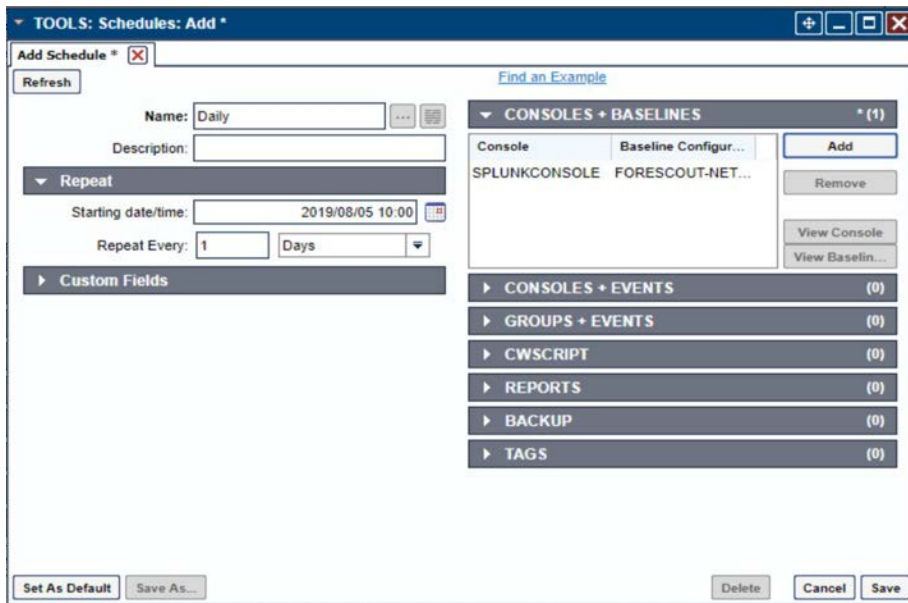 TOOLS: Schedules: Add *
Add Schedule *
Refresh
Find an Example
Name: Daily
...
Description:
Repeat
Starting date/time: 2019/08/05 10:00
Repeat Every: 1 Days
Custom Fields
CONSOLES + BASELINES *(1)
Console Baseline Configur...
SPLUNKCONSOLE FORESCOUT-NET...
Add
Remove
View Console
View Baselin...
CONSOLES + EVENTS (0)
GROUPS + EVENTS (0)
CWSCRIPT (0)
REPORTS (0)
BACKUP (0)
TAGS (0)
Set As Default Save As... Delete Cancel Save